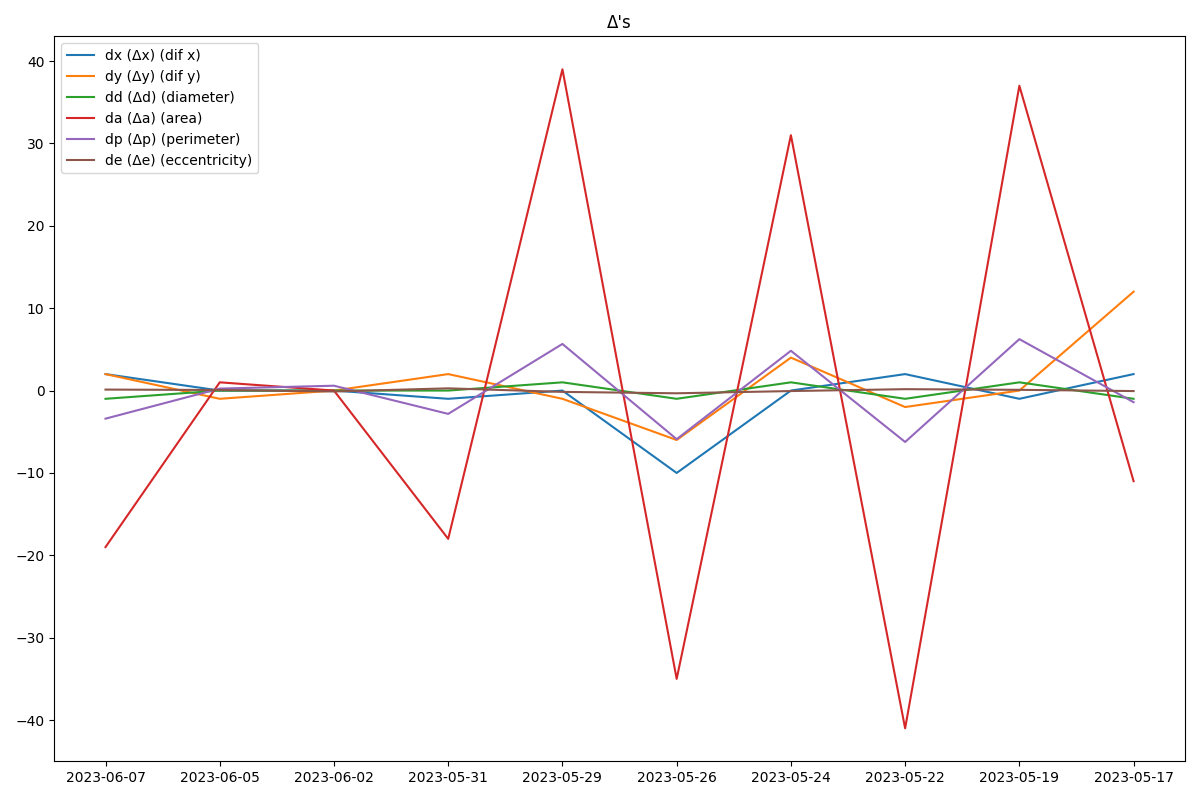 Δ's
dx (Δx) (dif x)
dy (Δy) (dif y)
dd (Δd) (diameter)
da (Δa) (area)
dp (Δp) (perimeter)
de (Δe) (eccentricity)
40
30
20
10
0
−10
−20
−30
−40
2023-06-07 2023-06-05 2023-06-02 2023-05-31 2023-05-29 2023-05-26 2023-05-24 2023-05-22 2023-05-19 2023-05-17